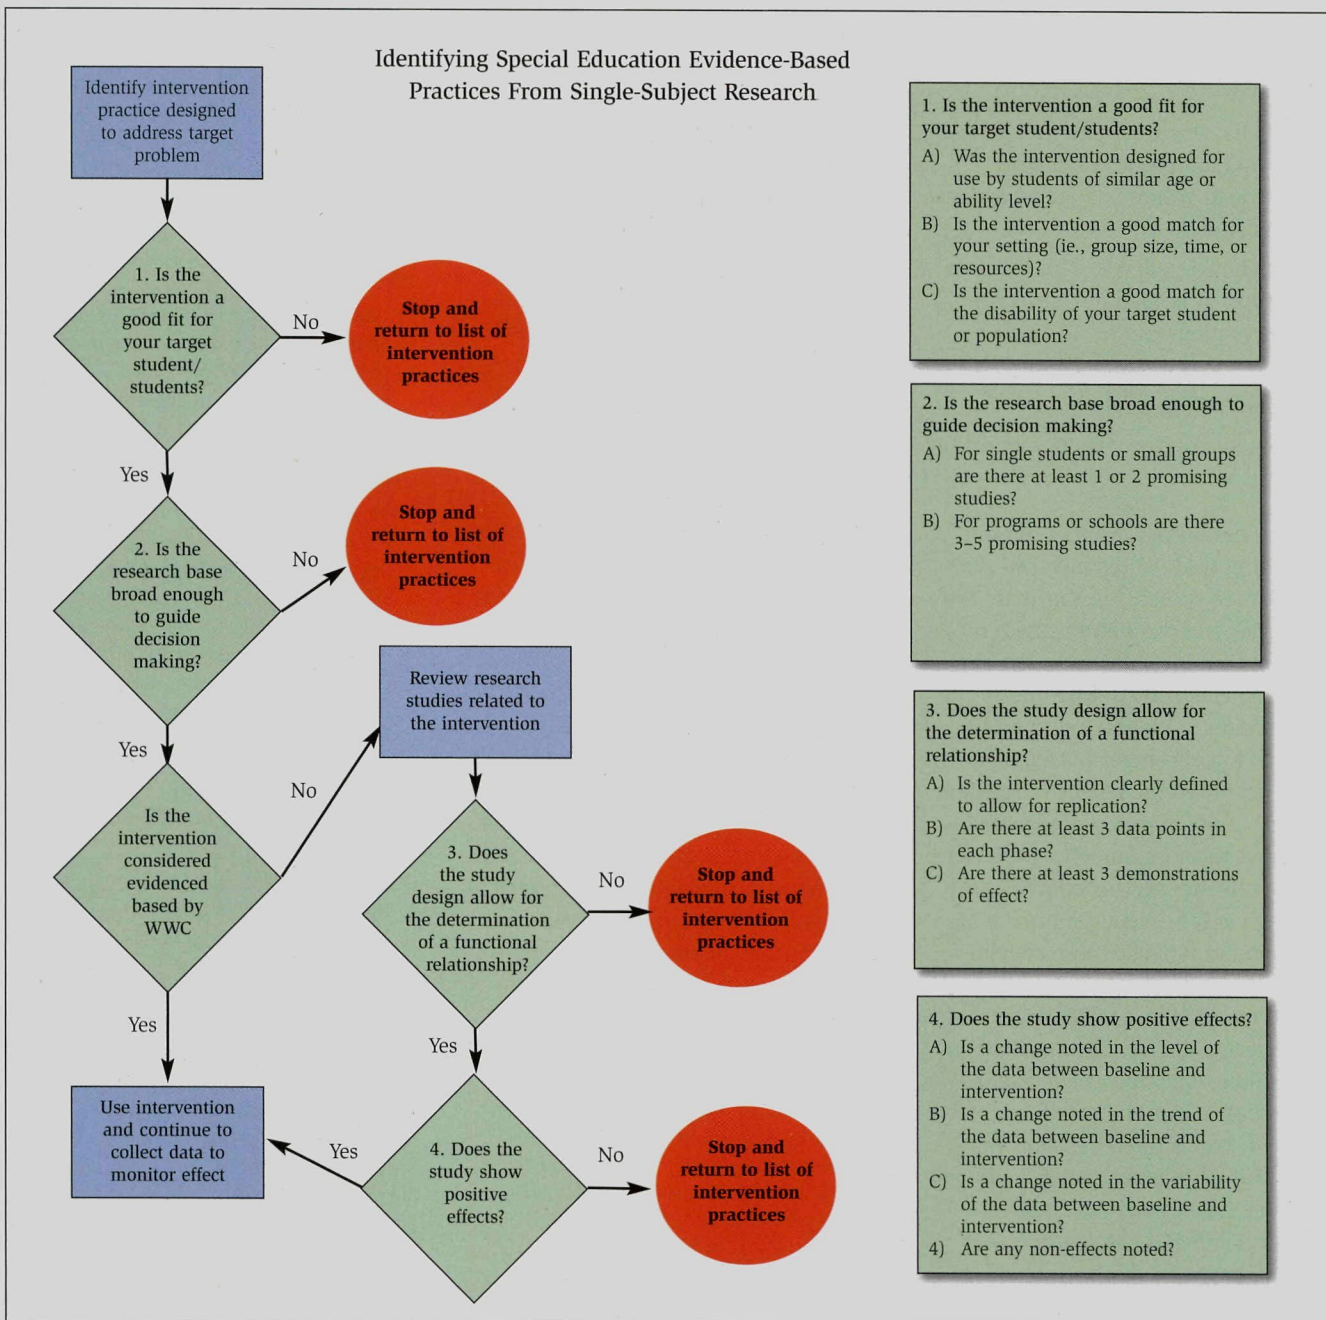 Identifying Special Education Evidence-Based
Practices From Single-Subject Research
Identify intervention
practice designed
to address target
problem
1. Is the
intervention a
good fit for
your target
student/
students?
No
Stop and
return to list of
intervention
practices
Yes
2. Is the
research base
broad enough
to guide
decision
making?
No
Stop and
return to list of
intervention
practices
Yes
Is the
intervention
considered
evidenced
based by
WWC
No
Review research
studies related to
the intervention
3. Does
the study
design allow for
the determination
of a functional
relationship?
No
Stop and
return to list of
intervention
practices
Yes
Yes
Use intervention
and continue to
collect data to
monitor effect
Yes
4. Does the
study show
positive
effects?
No
Stop and
return to list of
intervention
practices
1. Is the intervention a good fit for
your target student/students?
A) Was the intervention designed for
use by students of similar age or
ability level?
B) Is the intervention a good match for
your setting (ie., group size, time, or
resources)?
C) Is the intervention a good match for
the disability of your target student
or population?
2. Is the research base broad enough to
guide decision making?
A) For single students or small groups
are there at least 1 or 2 promising
studies?
B) For programs or schools are there
3–5 promising studies?
3. Does the study design allow for
the determination of a functional
relationship?
A) Is the intervention clearly defined
to allow for replication?
B) Are there at least 3 data points in
each phase?
C) Are there at least 3 demonstrations
of effect?
4. Does the study show positive effects?
A) Is a change noted in the level of
the data between baseline and
intervention?
B) Is a change noted in the trend of
the data between baseline and
intervention?
C) Is a change noted in the variability
of the data between baseline and
intervention?
4) Are any non-effects noted?